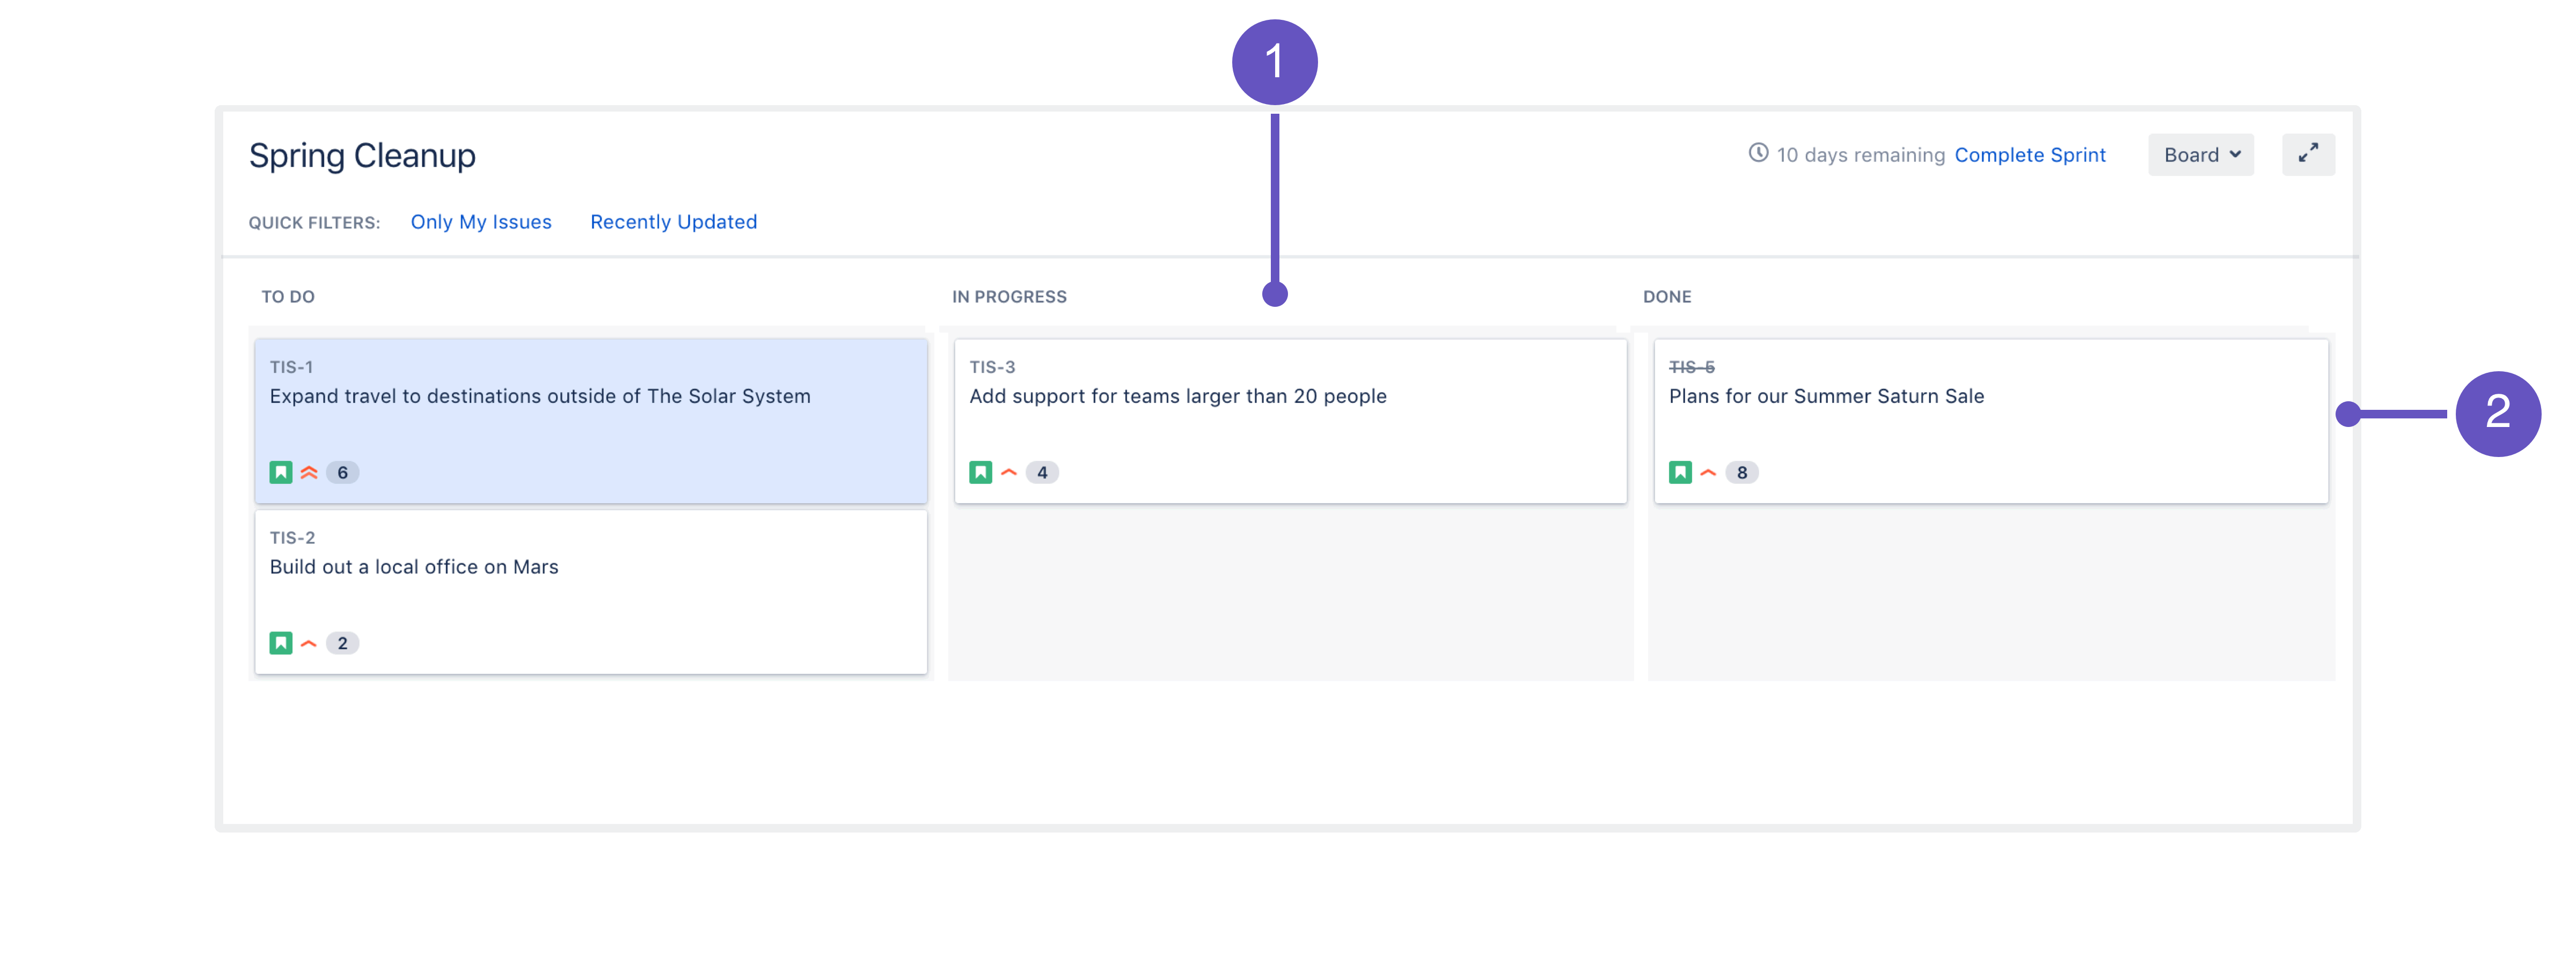 1
Spring Cleanup
10 days remaining Complete Sprint Board
QUICK FILTERS: Only My Issues Recently Updated
TO DO
IN PROGRESS
DONE
TIS-1
Expand travel to destinations outside of The Solar System
6
TIS-2
Build out a local office on Mars
2
TIS-3
Add support for teams larger than 20 people
4
TIS-5
Plans for our Summer Saturn Sale
8
2